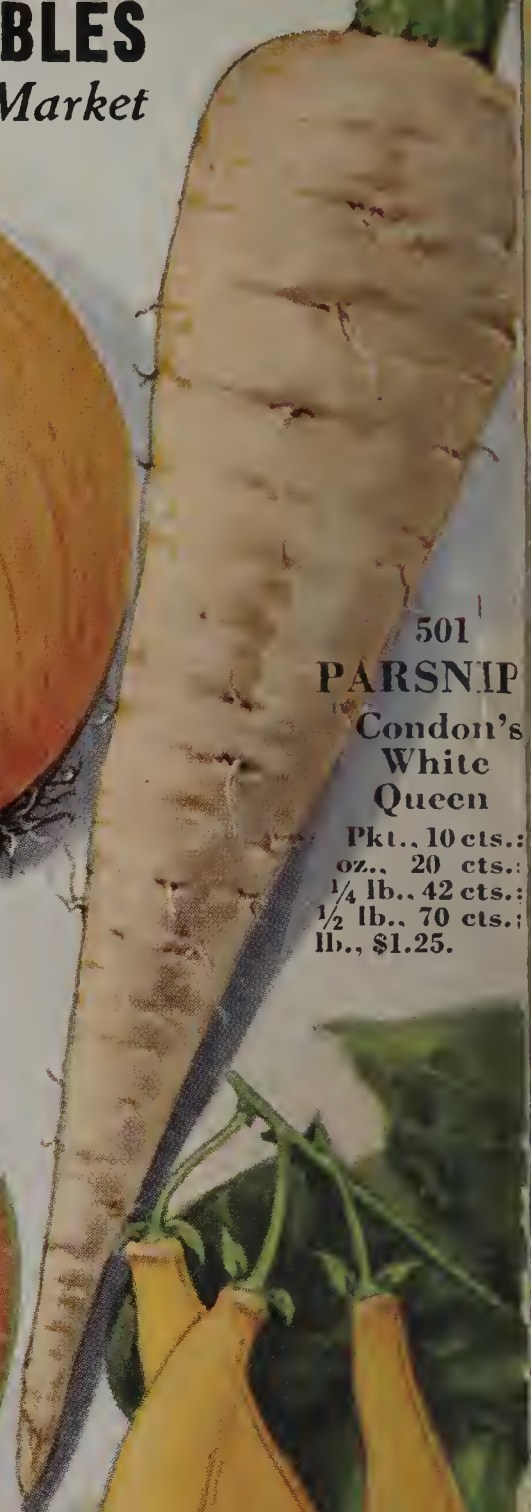 BLES
Market
501
PARSNIP
Condon's
White
Queen
Pkt., 10 cts.;
oz., 20 cts.;
¼ lb., 42 cts.;
½ lb., 70 cts.;
lb., $1.25.